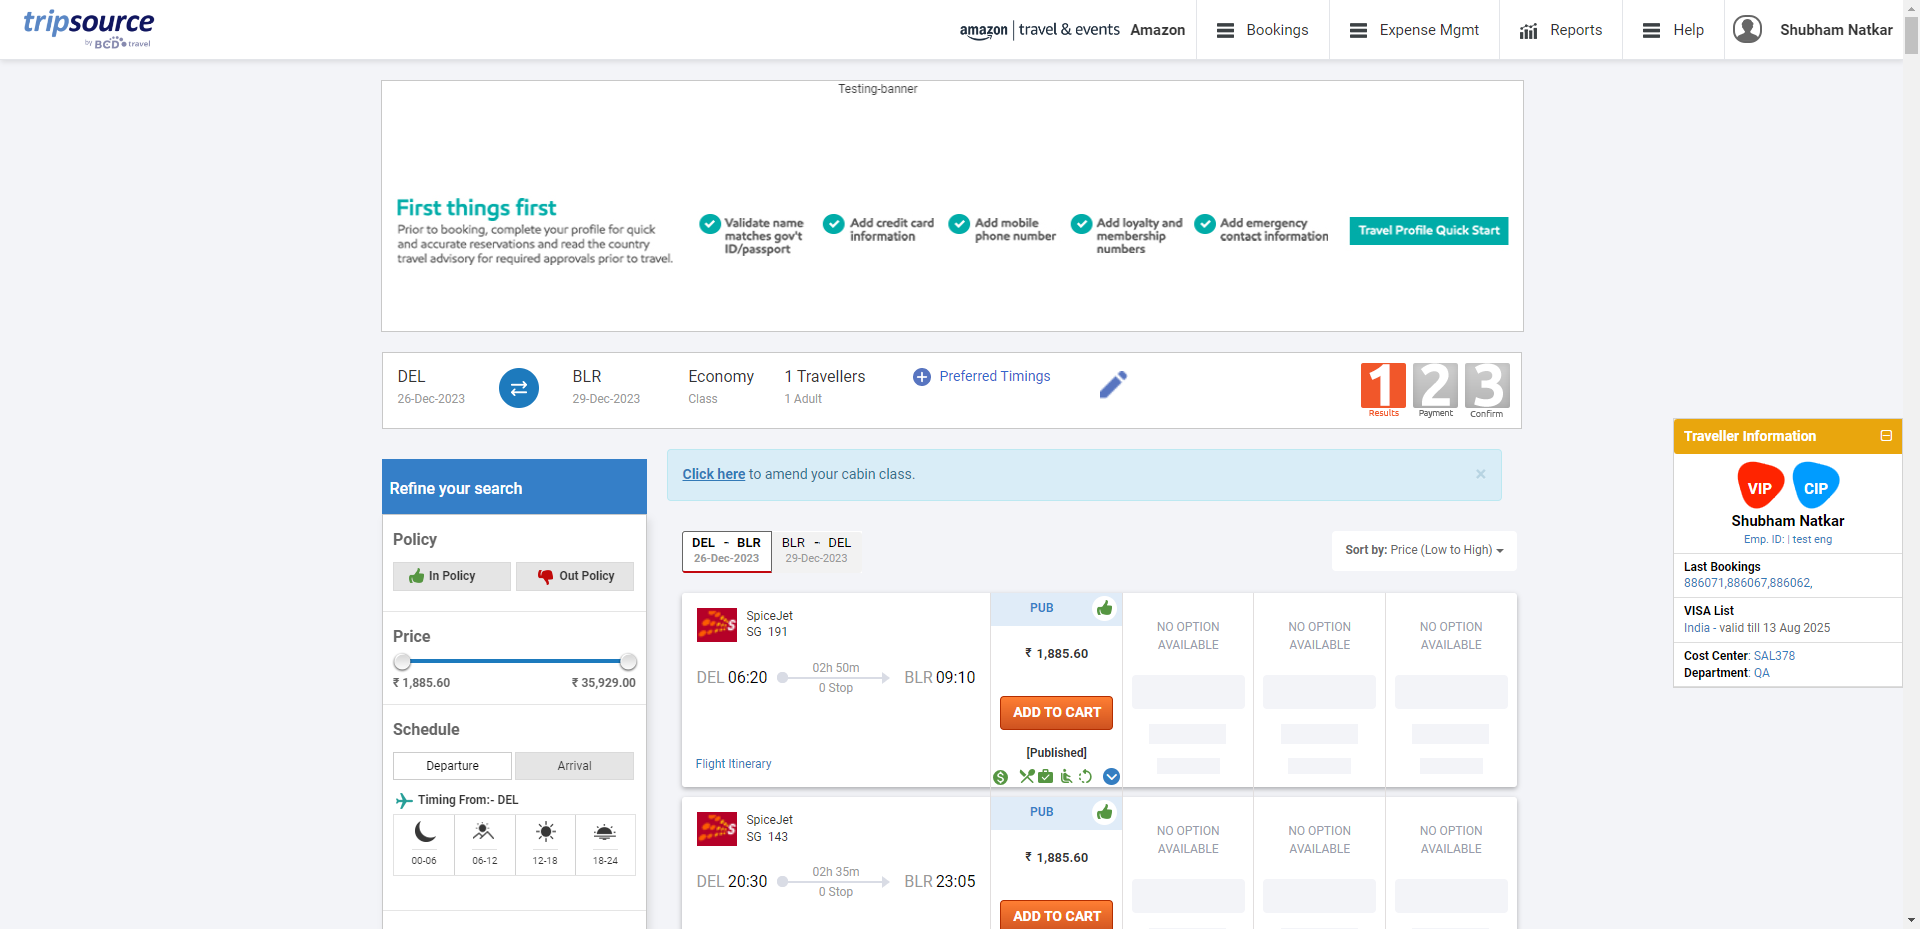 tripsource
by BCD travel
amazon | travel & events Amazon
Bookings
Expense Mgmt
Reports
Help
Shubham Natkar
Testing-banner
First things first
Prior to booking, complete your profile for quick
and accurate reservations and read the country
travel advisory for required approvals prior to travel.
Validate name
matches gov't
ID/passport
Add credit card
information
Add mobile
phone number
Add loyalty and
membership
numbers
Add emergency
contact information
Travel Profile Quick Start
DEL
26-Dec-2023
BLR
29-Dec-2023
Economy
Class
1 Travellers
1 Adult
Preferred Timings
1
Results
2
Payment
3
Confirm
Traveller Information
VIP
CIP
Shubham Natkar
Emp. ID: | test eng
Last Bookings
886071,886067,886062,
VISA List
India - valid till 13 Aug 2025
Cost Center: SAL378
Department: QA
Refine your search
Policy
In Policy
Out Policy
Price
₹ 1,885.60
₹ 35,929.00
Schedule
Departure
Arrival
Timing From:- DEL
00-06
06-12
12-18
18-24
Click here to amend your cabin class.
×
DEL - BLR
26-Dec-2023
BLR - DEL
29-Dec-2023
Sort by: Price (Low to High)
SpiceJet
SG 191
DEL 06:20
02h 50m
0 Stop
BLR 09:10
Flight Itinerary
PUB
₹ 1,885.60
ADD TO CART
[Published]
NO OPTION
AVAILABLE
NO OPTION
AVAILABLE
NO OPTION
AVAILABLE
SpiceJet
SG 143
DEL 20:30
02h 35m
0 Stop
BLR 23:05
PUB
₹ 1,885.60
ADD TO CART
NO OPTION
AVAILABLE
NO OPTION
AVAILABLE
NO OPTION
AVAILABLE